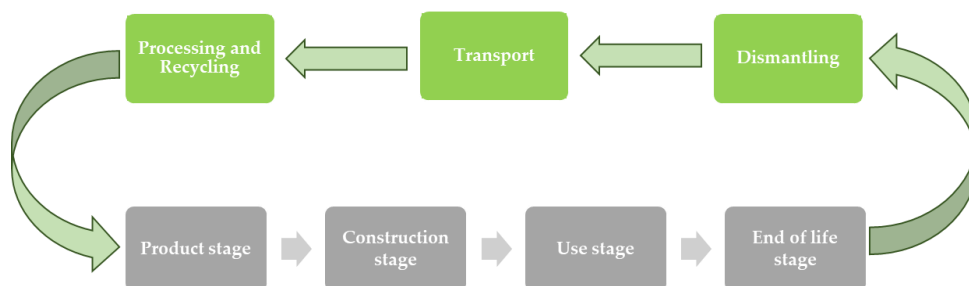 Processing and
Recycling
Transport
Dismantling
Product stage
Construction
stage
Use stage
End of life
stage